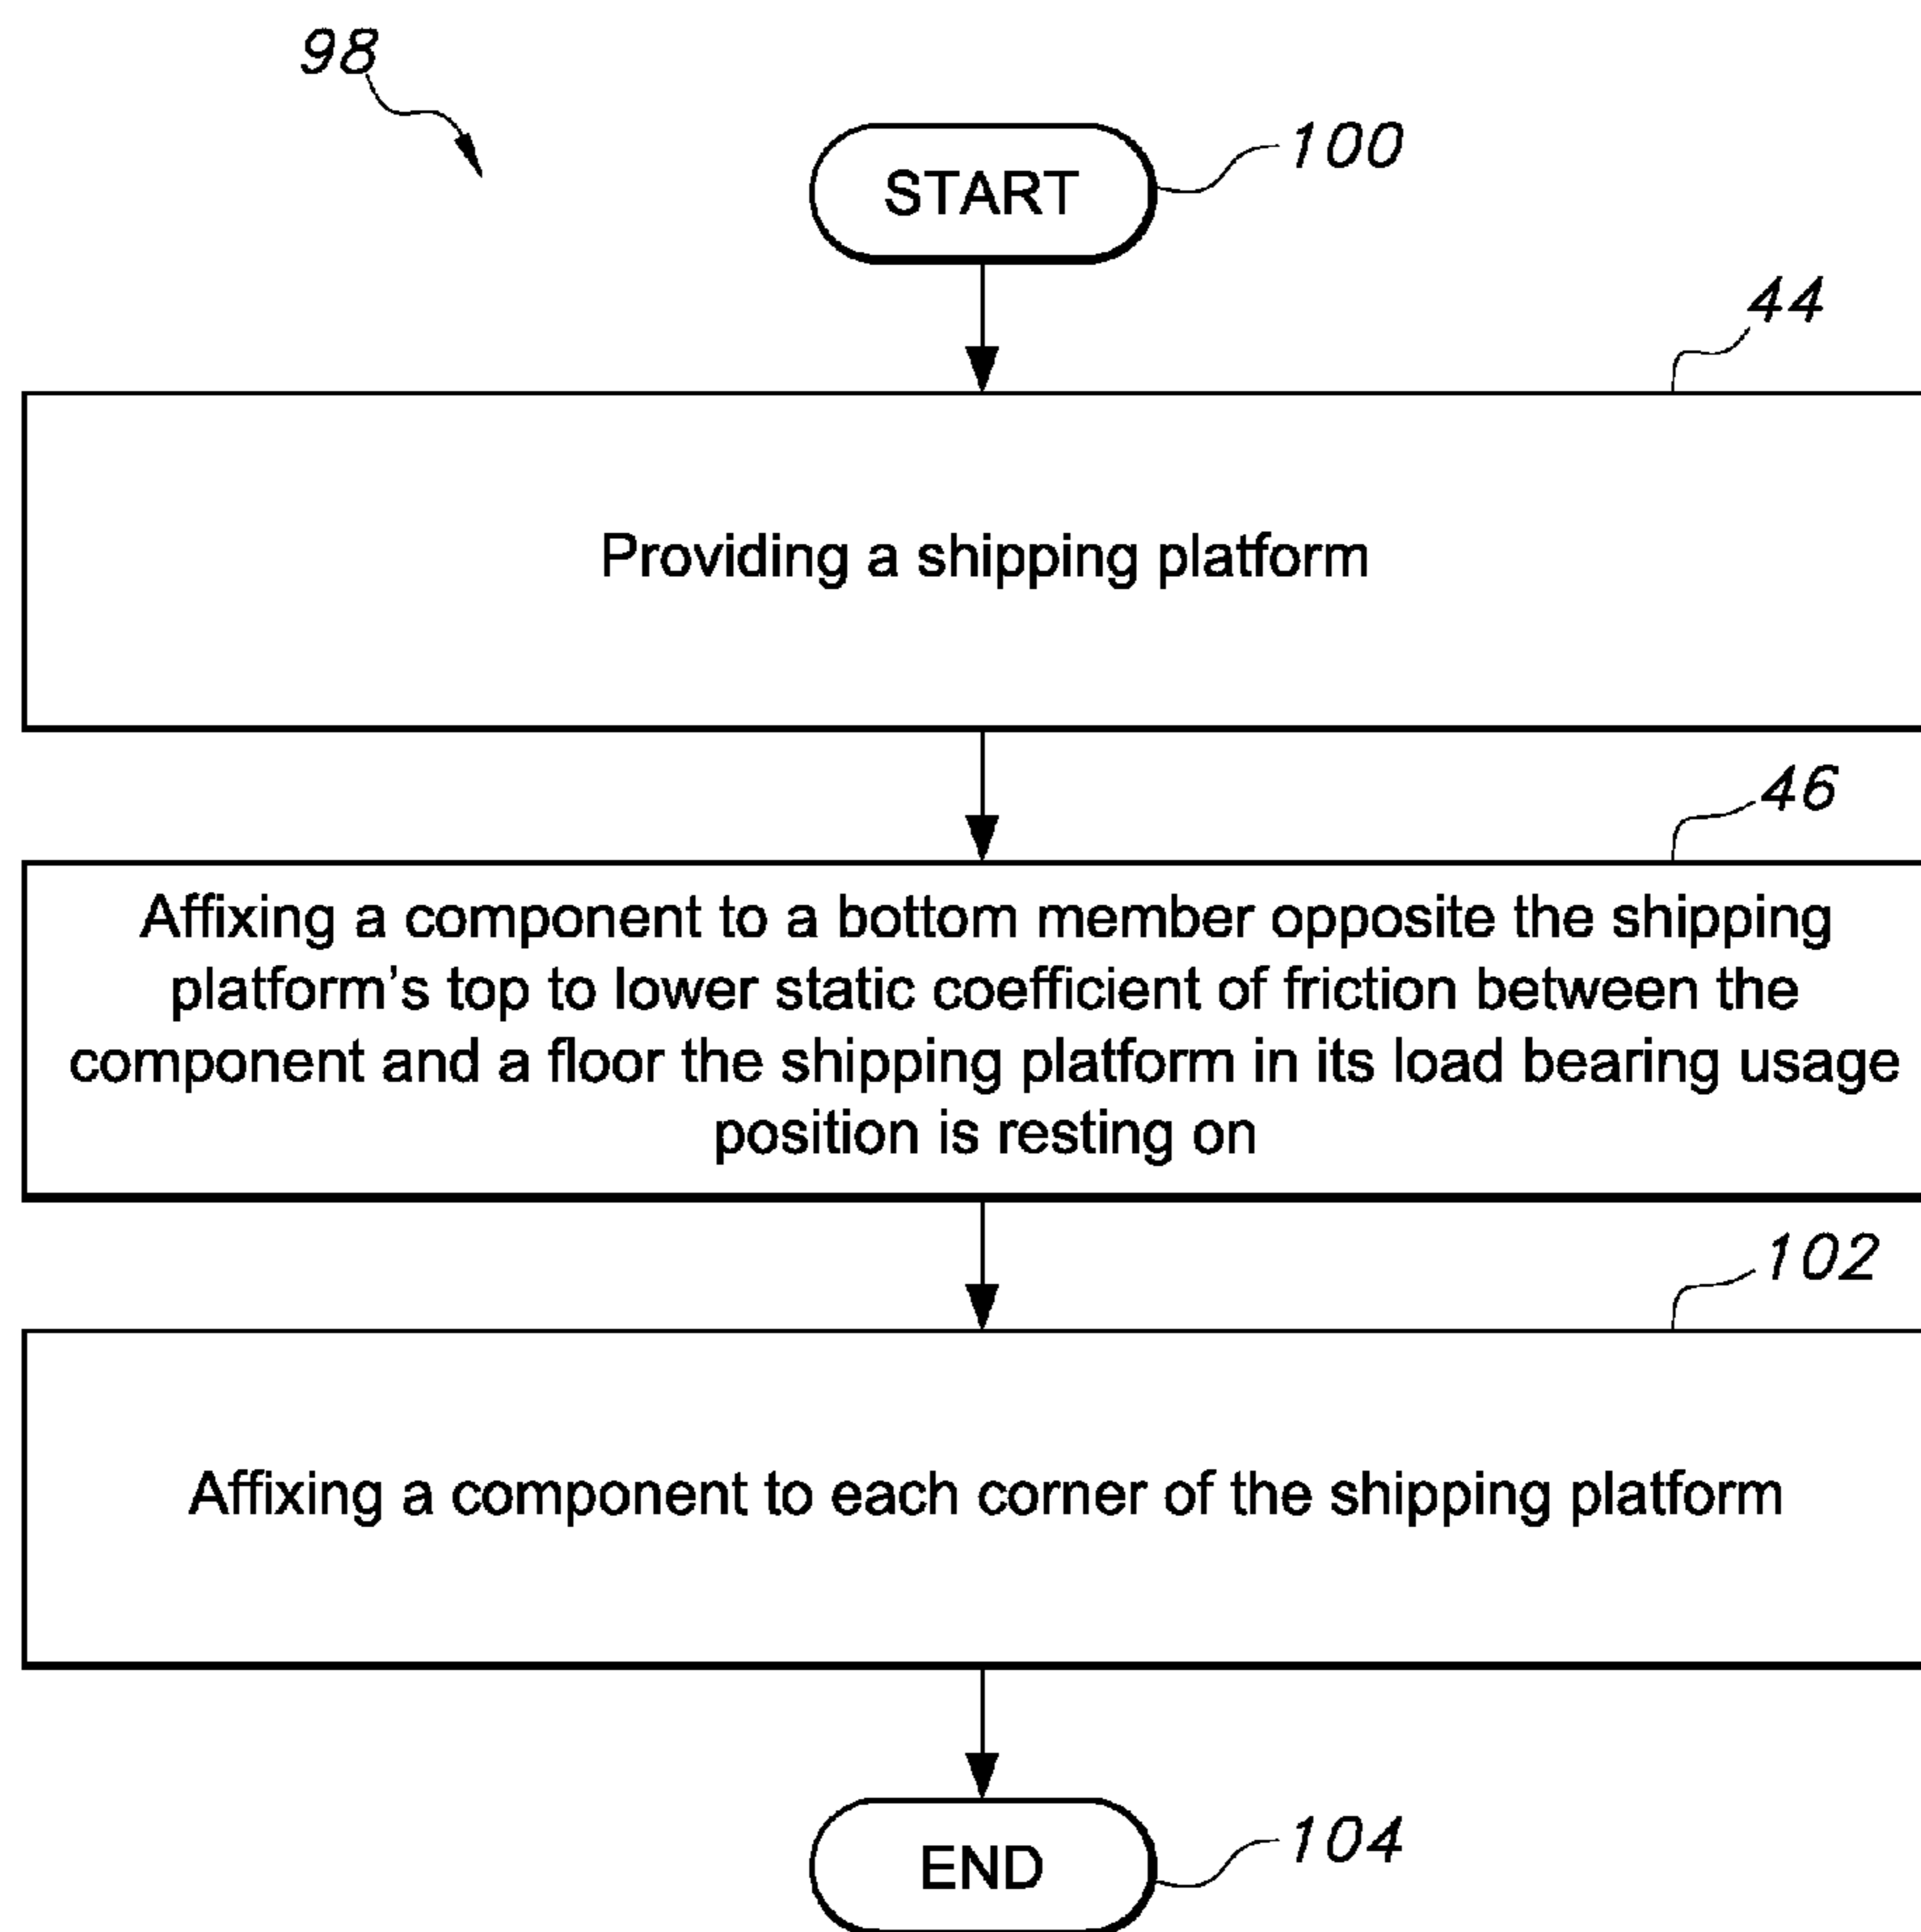 98
START
100
44
Providing a shipping platform
46
Affixing a component to a bottom member opposite the shipping
platform's top to lower static coefficient of friction between the
component and a floor the shipping platform in its load bearing usage
position is resting on
102
Affixing a component to each corner of the shipping platform
END
104